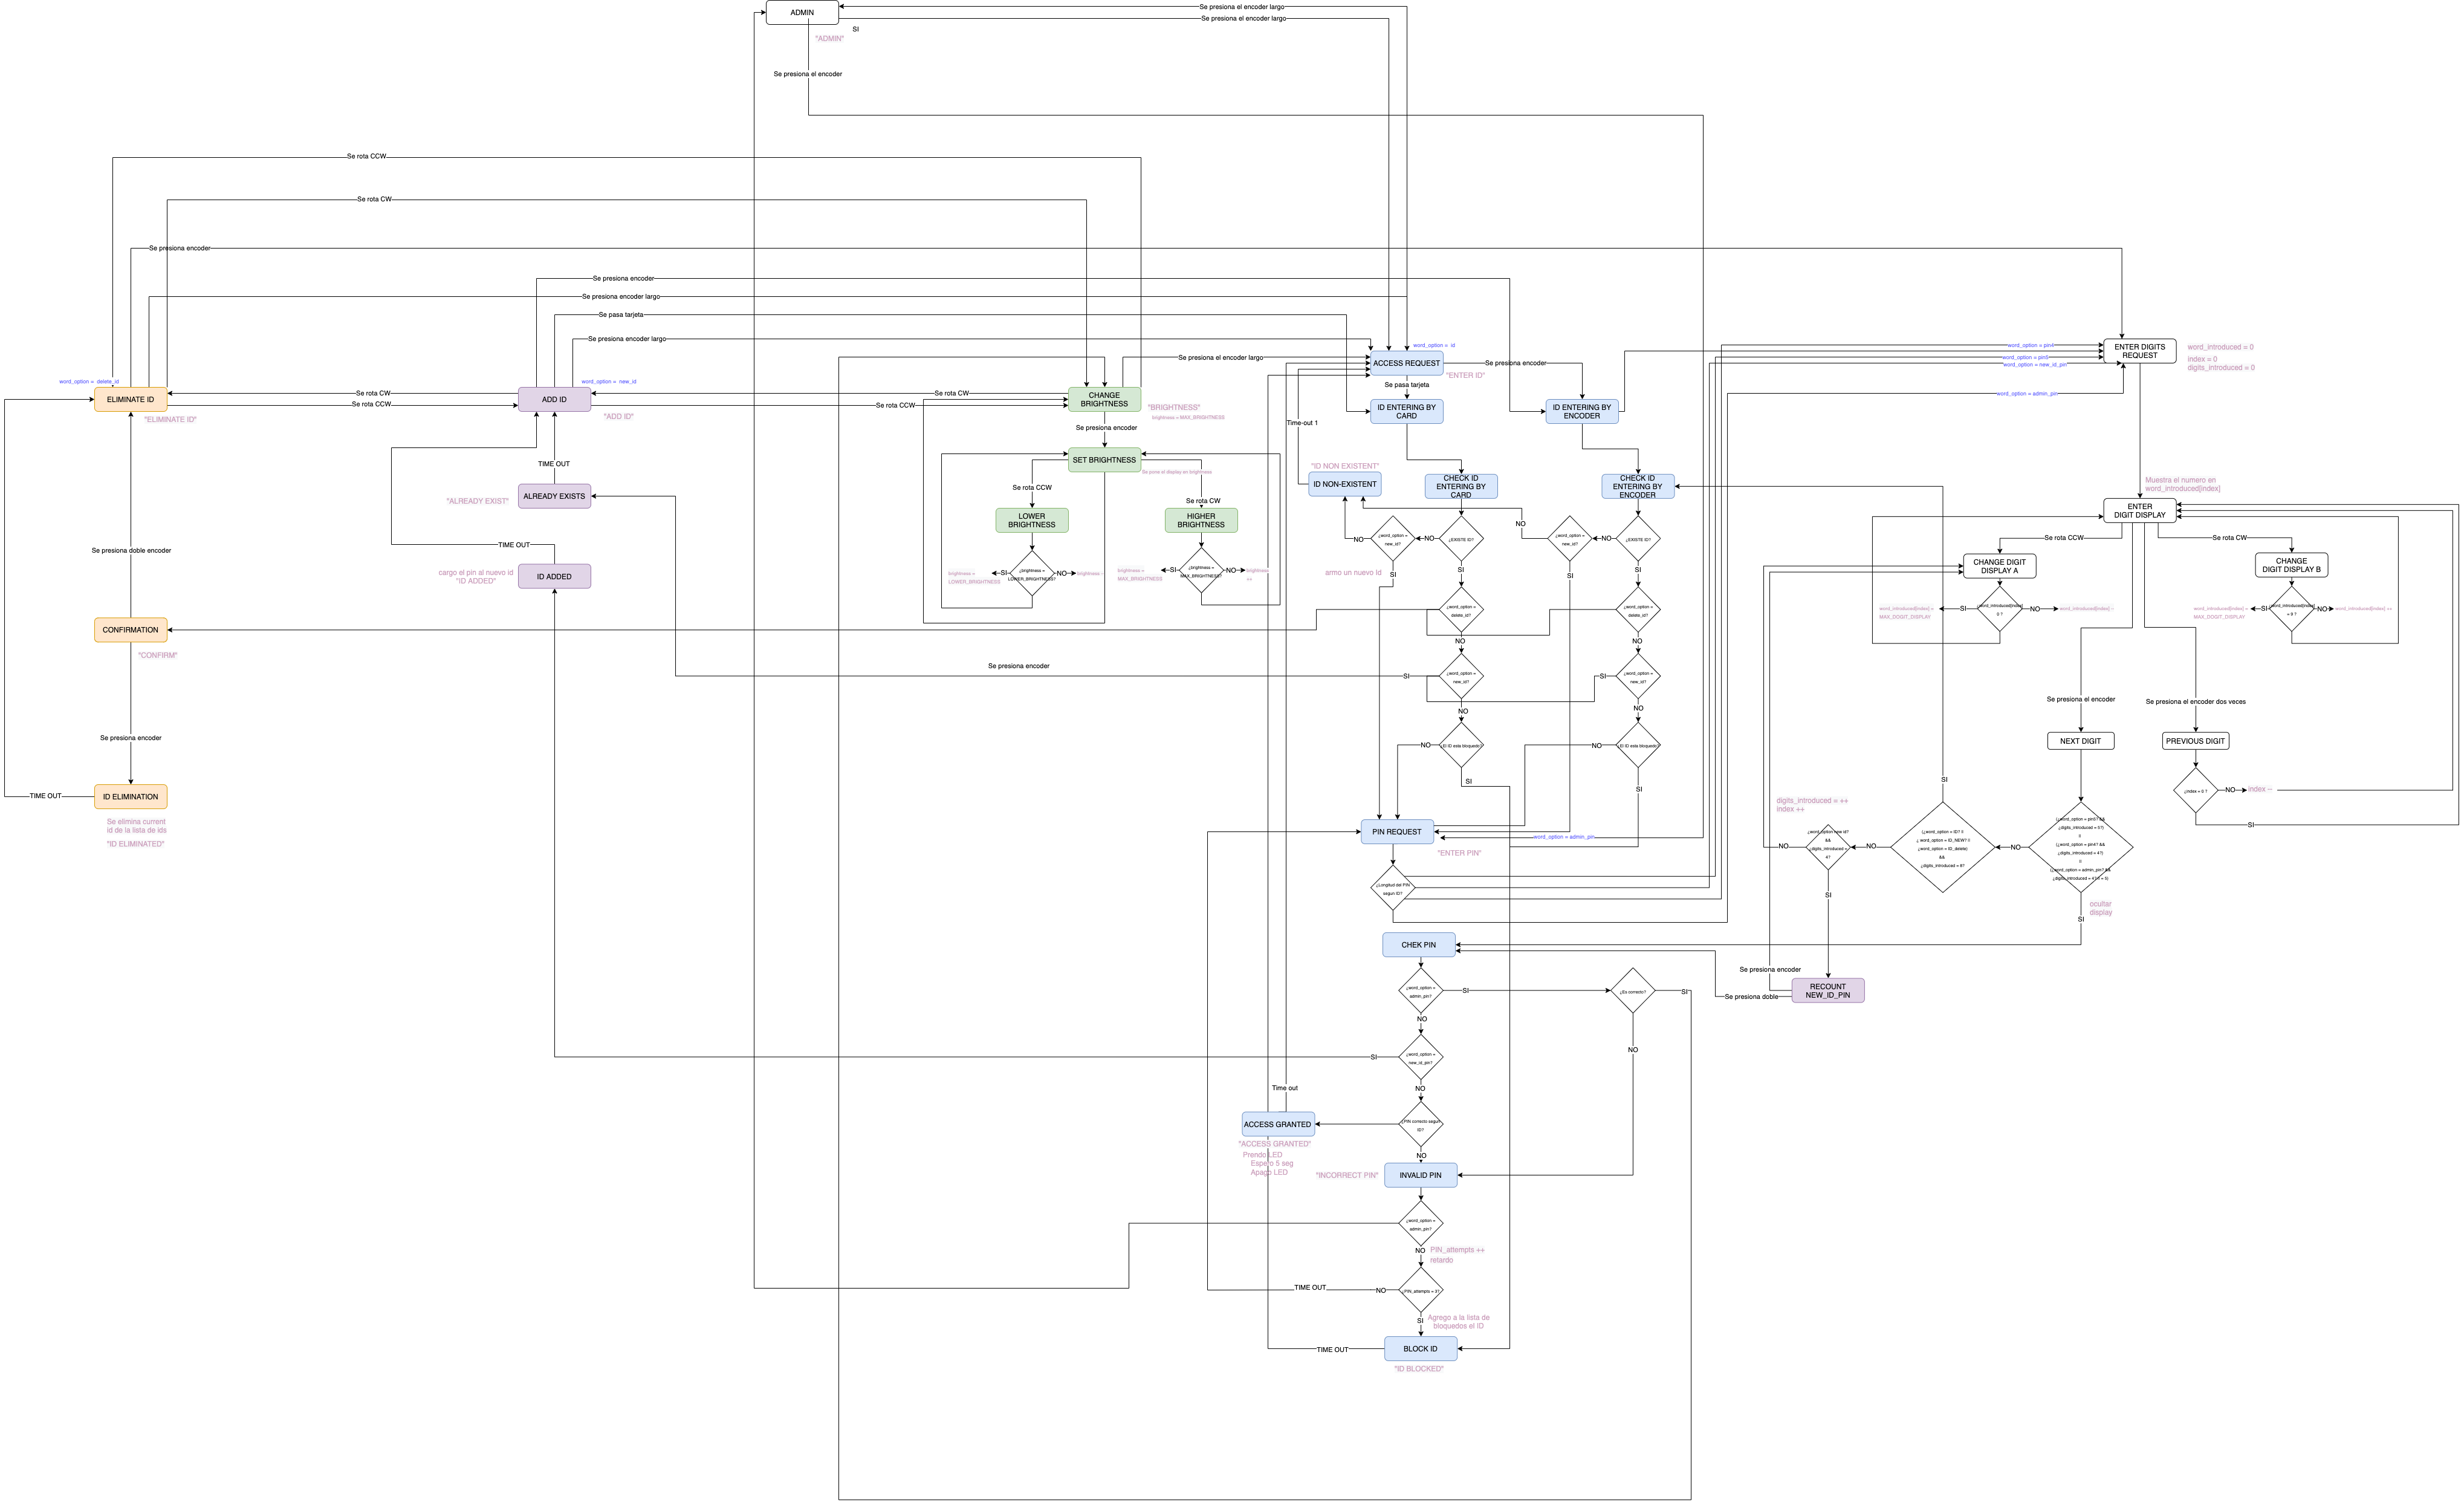 ADMIN
Se presiona el encoder largo
Se presiona el encoder largo
SI
"ADMIN"
Se presiona el encoder
Se rota CCW
Se rota CW
Se presiona encoder
Se presiona encoder
Se presiona encoder largo
Se pasa tarjeta
Se presiona encoder largo
word_option = delete_id
ELIMINATE ID
"ELIMINATE ID"
Se rota CW
Se rota CCW
word_option = new_id
ADD ID
"ADD ID"
Se rota CW
Se rota CCW
CHANGE
BRIGHTNESS
"BRIGHTNESS"
brightness = MAX_BRIGHTNESS
Se presiona el encoder largo
word_option = id
ACCESS REQUEST
"ENTER ID"
Se presiona encoder
Se pasa tarjeta
ID ENTERING BY
CARD
ID ENTERING BY
ENCODER
Time-out 1
word_option = pin4
word_option = pin5
word_option = new_id_pin
word_option = admin_pin
ENTER DIGITS
REQUEST
word_introduced = 0
index = 0
digits_introduced = 0
Se presiona encoder
SET BRIGHTNESS
Se pone el display en brightness
Se rota CCW
Se rota CW
LOWER
BRIGHTNESS
HIGHER
BRIGHTNESS
¿brightness =
LOWER_BRIGHTNESS?
SI
brightness =
LOWER_BRIGHTNESS
NO
brightness --
¿brightness =
MAX_BRIGHTNESS?
SI
brightness =
MAX_BRIGHTNESS
NO
brightness
++
TIME OUT
ALREADY EXISTS
"ALREADY EXIST"
TIME OUT
ID ADDED
cargo el pin al nuevo id
"ID ADDED"
Se presiona doble encoder
CONFIRMATION
"CONFIRM"
Se presiona encoder
TIME OUT
ID ELIMINATION
Se elimina current
id de la lista de ids
"ID ELIMINATED"
"ID NON EXISTENT"
ID NON-EXISTENT
CHECK ID
ENTERING BY
CARD
CHECK ID
ENTERING BY
ENCODER
NO
¿word_option =
new_id?
NO
¿EXISTE ID?
NO
¿word_option =
new_id?
NO
¿EXISTE ID?
armo un nuevo Id
SI
SI
SI
SI
¿word_option =
delete_id?
¿word_option =
delete_id?
NO
NO
Se presiona encoder
SI
¿word_option =
new_id?
SI
¿word_option =
new_id?
NO
NO
NO
¿El ID esta bloquedo?
NO
¿El ID esta bloquedo?
SI
SI
PIN REQUEST
word_option = admin_pin
"ENTER PIN"
¿Longitud del PIN
segun ID?
Muestra el numero en
word_introduced[index]
ENTER
DIGIT DISPLAY
Se rota CCW
Se rota CW
CHANGE DIGIT
DISPLAY A
CHANGE
DIGIT DISPLAY B
word_introduced[index] =
MAX_DOGIT_DISPLAY
SI
¿word_introduced[index]
0 ?
NO
word_introduced[index] --
word_introduced[index] =
MAX_DOGIT_DISPLAY
SI
¿word_introduced[index]
= 0 ?
NO
word_introduced[index] ++
Se presiona el encoder
Se presiona el encoder dos veces
NEXT DIGIT
PREVIOUS DIGIT
¿index = 0 ?
NO
index --
SI
SI
digits_introduced = ++
index ++
¿word_option new id?
&&
¿digits_introduced =
4?
NO
NO
NO
(¿word_option = ID? ||
¿ word_option = ID_NEW? ||
¿word_option = ID_delete)
&&
¿digits_introduced = 8?
(¿word_option = pin5? &&
¿digits_introduced = 5?)
||
(¿word_option = pin4? &&
¿digits_introduced = 4?)
||
(¿word_option = admin_pin? &&
SI
ocultar
display
SI
CHEK PIN
Se presiona encoder
Se presiona doble
RECOUNT
NEW_ID_PIN
¿word_option =
admin_pin?
SI
¿Es correcto?
SI
NO
NO
SI
¿word_option =
new_id_pin?
NO
Time out
ACCESS GRANTED
"ACCESS GRANTED"
Prendo LED
Espero 5 seg
Apago LED
¿PIN correcto segun
ID?
NO
"INCORRECT PIN"
INVALID PIN
¿word_option =
admin_pin?
NO
PIN_attempts ++
retardo
TIME OUT
NO
¿PIN_attempts = 3?
SI
Agrego a la lista de
bloquedos el ID
TIME OUT
BLOCK ID
"ID BLOCKED"